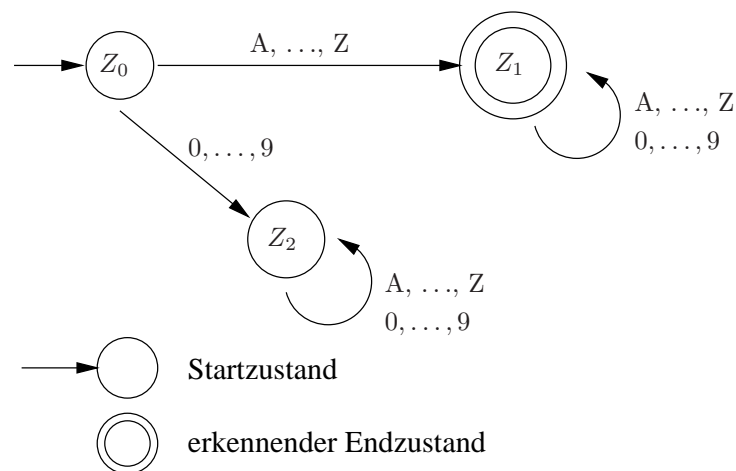 A, …, Z
Z₀
Z₁
A, …, Z
0, …, 9
0, …, 9
Z₂
A, …, Z
0, …, 9
Startzustand
erkennender Endzustand